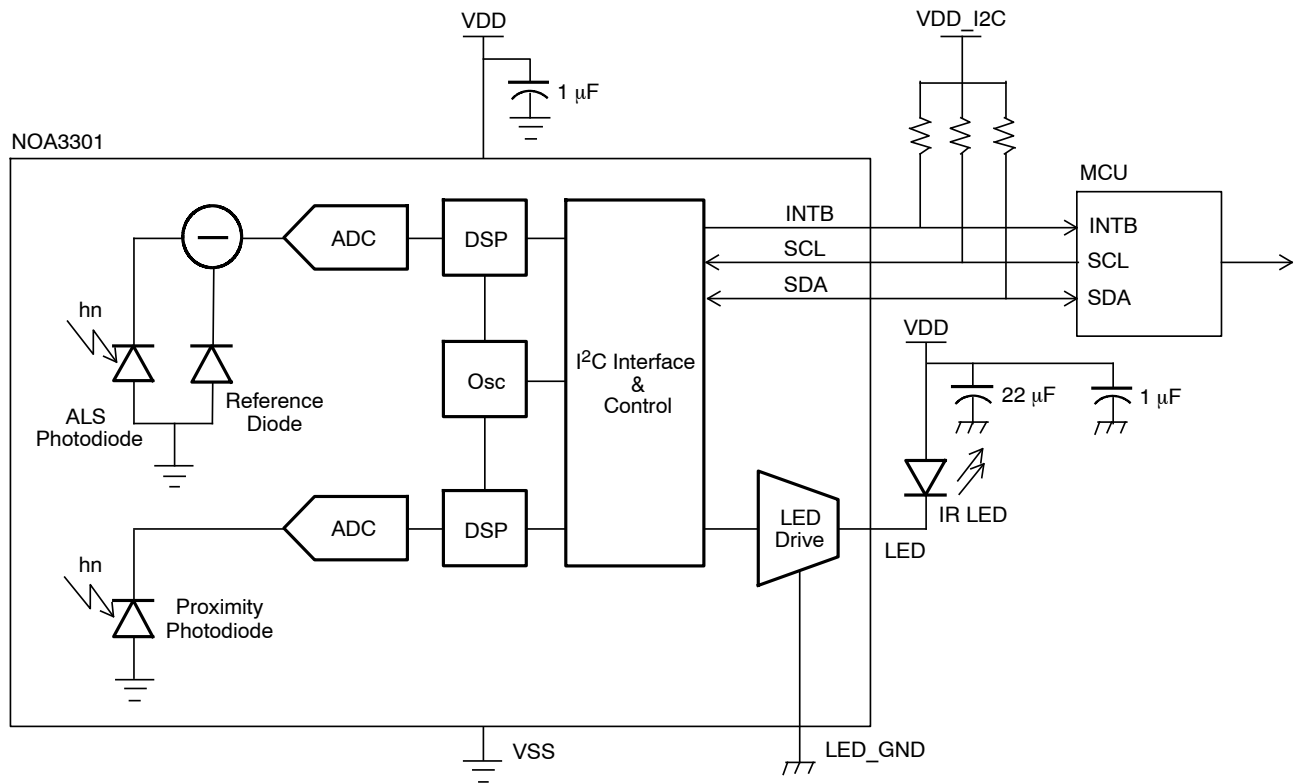 VDD
VDD_I2C
1 μF
NOA3301
MCU
ADC
DSP
INTB
INTB
SCL
SCL
SDA
SDA
hn
Osc
I2C Interface
&
Control
VDD
ALS
Photodiode
Reference
Diode
22 μF
1 μF
ADC
DSP
LED
Drive
IR LED
LED
hn
Proximity
Photodiode
VSS
LED_GND